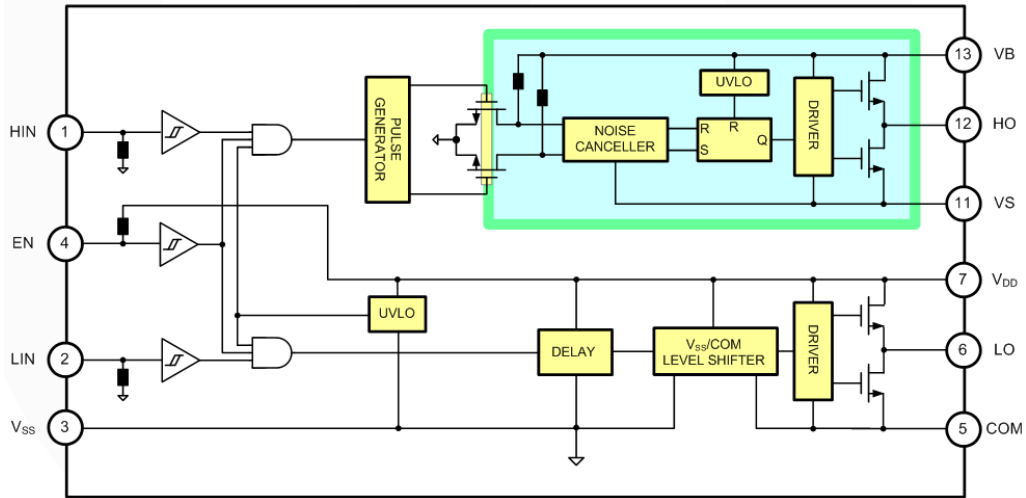 13
VB
UVLO
HIN
1
PULSE
GENERATOR
DRIVER
12
HO
NOISE
CANCELLER
R
R
Q
S
11
VS
EN
4
7
VDD
UVLO
LIN
2
DELAY
VSS/COM
LEVEL SHIFTER
DRIVER
6
LO
VSS
3
5
COM